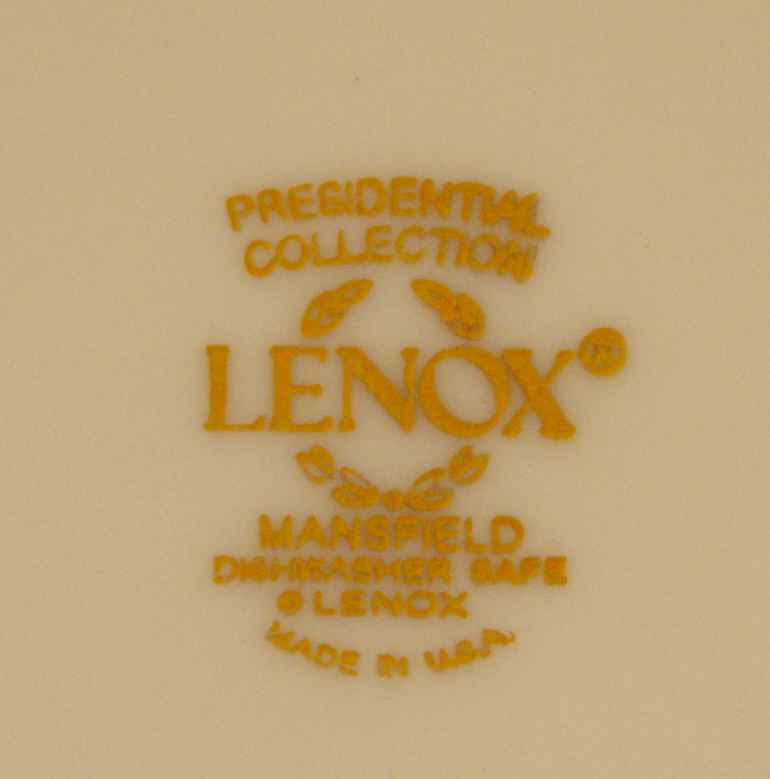 PRESIDENTIAL
COLLECTION
LENOX
MANSFIELD
DISHWASHER SAFE
© LENOX
MADE IN U.S.A.